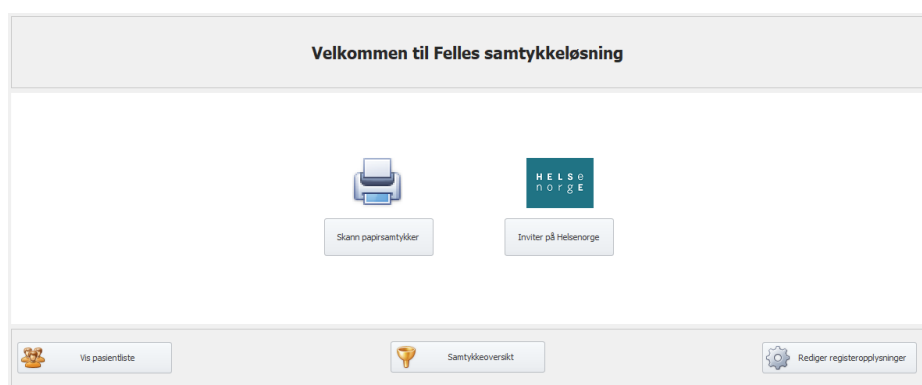 Velkommen til Felles samtykkeløsning
HELSe
norgE
Skann papirsamtykker
Inviter på Helsenorge
Vis pasientliste
Samtykkeoversikt
Rediger registeropplysninger